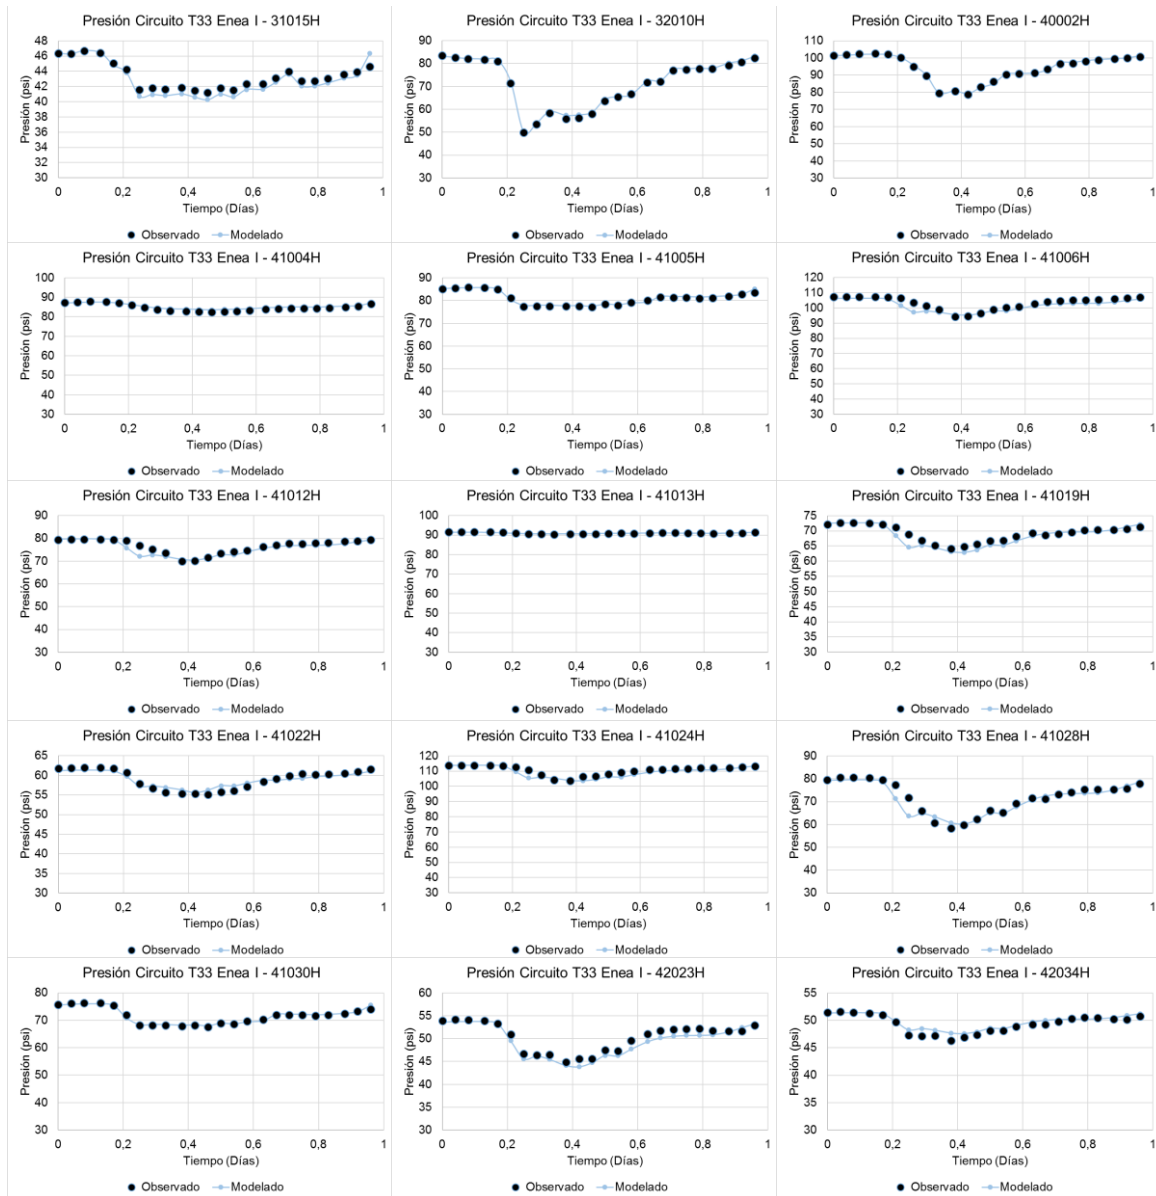 Presión Circuito T33 Enea I - 31015H
Presión (psi)
48
46
44
42
40
38
36
34
32
30
0 0,2 0,4 0,6 0,8 1
Tiempo (Días)
Observado Modelado
Presión Circuito T33 Enea I - 32010H
Presión (psi)
90
80
70
60
50
40
30
0 0,2 0,4 0,6 0,8 1
Tiempo (Días)
Observado Modelado
Presión Circuito T33 Enea I - 40002H
Presión (psi)
110
100
90
80
70
60
50
40
30
0 0,2 0,4 0,6 0,8 1
Tiempo (Días)
Observado Modelado
Presión Circuito T33 Enea I - 41004H
Presión (psi)
100
90
80
70
60
50
40
30
0 0,2 0,4 0,6 0,8 1
Tiempo (Días)
Observado Modelado
Presión Circuito T33 Enea I - 41005H
Presión (psi)
90
80
70
60
50
40
30
0 0,2 0,4 0,6 0,8 1
Tiempo (Días)
Observado Modelado
Presión Circuito T33 Enea I - 41006H
Presión (psi)
120
110
100
90
80
70
60
50
40
30
0 0,2 0,4 0,6 0,8 1
Tiempo (Días)
Observado Modelado
Presión Circuito T33 Enea I - 41012H
Presión (psi)
90
80
70
60
50
40
30
0 0,2 0,4 0,6 0,8 1
Tiempo (Días)
Observado Modelado
Presión Circuito T33 Enea I - 41013H
Presión (psi)
100
90
80
70
60
50
40
30
0 0,2 0,4 0,6 0,8 1
Tiempo (Días)
Observado Modelado
Presión Circuito T33 Enea I - 41019H
Presión (psi)
75
70
65
60
55
50
45
40
35
30
0 0,2 0,4 0,6 0,8 1
Tiempo (Días)
Observado Modelado
Presión Circuito T33 Enea I - 41022H
Presión (psi)
65
60
55
50
45
40
35
30
0 0,2 0,4 0,6 0,8 1
Tiempo (Días)
Observado Modelado
Presión Circuito T33 Enea I - 41024H
Presión (psi)
120
110
100
90
80
70
60
50
40
30
0 0,2 0,4 0,6 0,8 1
Tiempo (Días)
Observado Modelado
Presión Circuito T33 Enea I - 41028H
Presión (psi)
90
80
70
60
50
40
30
0 0,2 0,4 0,6 0,8 1
Tiempo (Días)
Observado Modelado
Presión Circuito T33 Enea I - 41030H
Presión (psi)
80
70
60
50
40
30
0 0,2 0,4 0,6 0,8 1
Tiempo (Días)
Observado Modelado
Presión Circuito T33 Enea I - 42023H
Presión (psi)
60
55
50
45
40
35
30
0 0,2 0,4 0,6 0,8 1
Tiempo (Días)
Observado Modelado
Presión Circuito T33 Enea I - 42034H
Presión (psi)
55
50
45
40
35
30
0 0,2 0,4 0,6 0,8 1
Tiempo (Días)
Observado Modelado